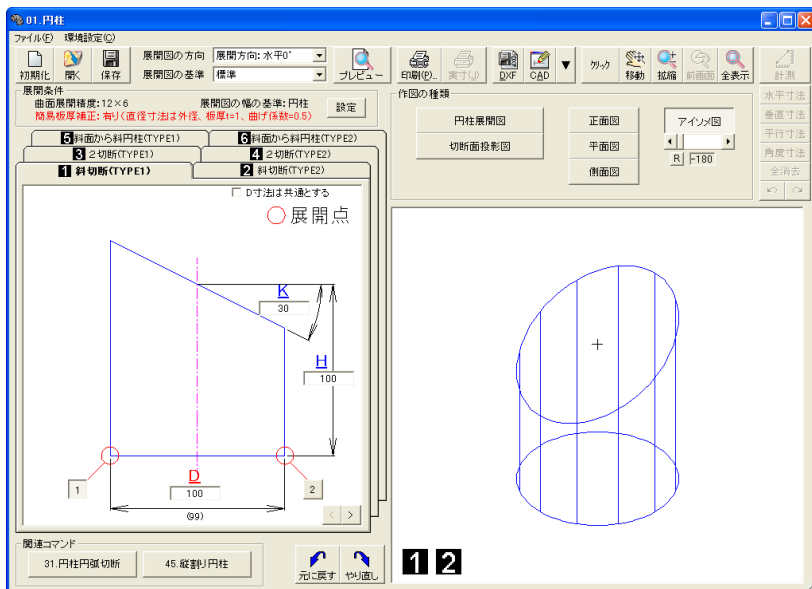 01.円柱
ファイル(F) 環境設定(C)
初期化 開く 保存
展開図の方向 展開方向:水平0°
展開図の基準 標準
プレビュー 印刷(P).. 実寸(J) DXF CAD ▼ クリック 移動 拡縮 前画面 全表示 計測
展開条件
曲面展開精度:12×6 展開図の幅の基準:円柱
簡易板厚補正:有り(直径寸法は外径、板厚t=1、曲げ係数=0.5)
設定
5 斜面から斜円柱(TYPE1) 6 斜面から斜円柱(TYPE2)
3 2切断(TYPE1) 4 2切断(TYPE2)
1 斜切断(TYPE1) 2 斜切断(TYPE2)
D寸法は共通とする
展開点
K
30
H
100
D
100
1
2
(99)
< >
関連コマンド
31.円柱円弧切断 45.縦割り円柱
元に戻す やり直し
作図の種類
円柱展開図 正面図 アイソメ図
切断面投影図 平面図
側面図
R -180
水平寸法
垂直寸法
平行寸法
角度寸法
全消去
1 2